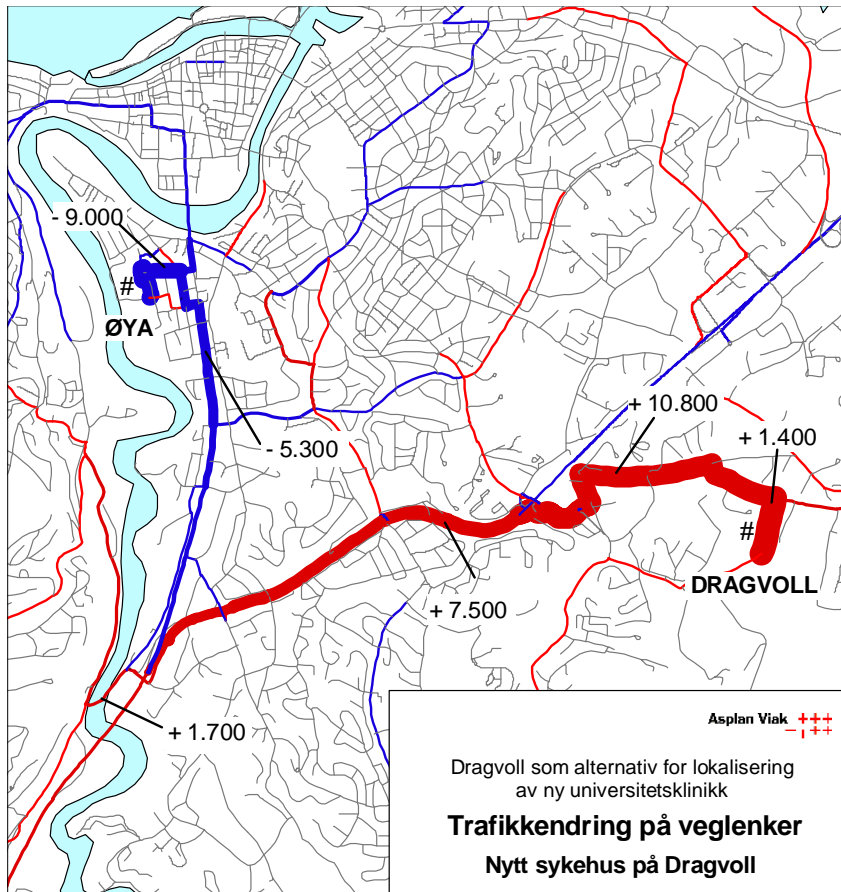 - 9.000
#
ØYA
+ 10.800
+ 1.400
- 5.300
#
DRAGVOLL
+ 7.500
+ 1.700
Asplan Viak
Dragvoll som alternativ for lokalisering
av ny universitetsklinikk
Trafikkendring på veglenker
Nytt sykehus på Dragvoll